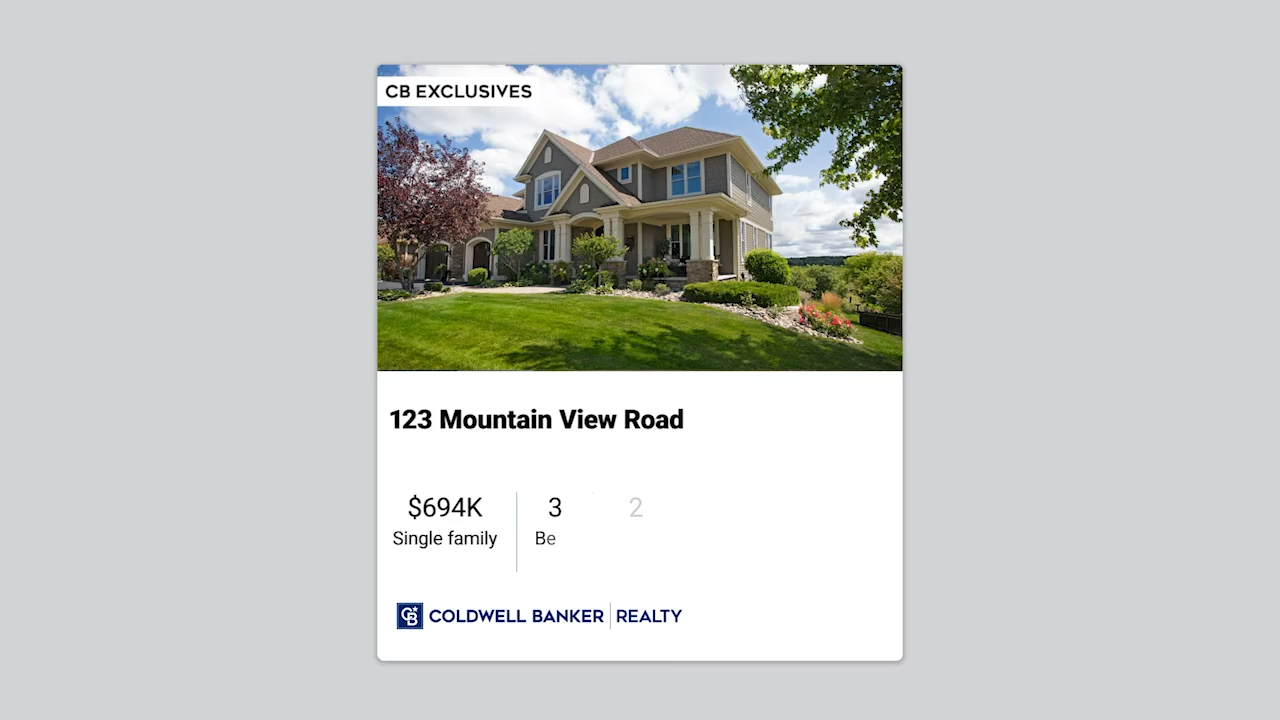 CB EXCLUSIVES
123 Mountain View Road
$694K 3 2
Single family Be
COLDWELL BANKER REALTY